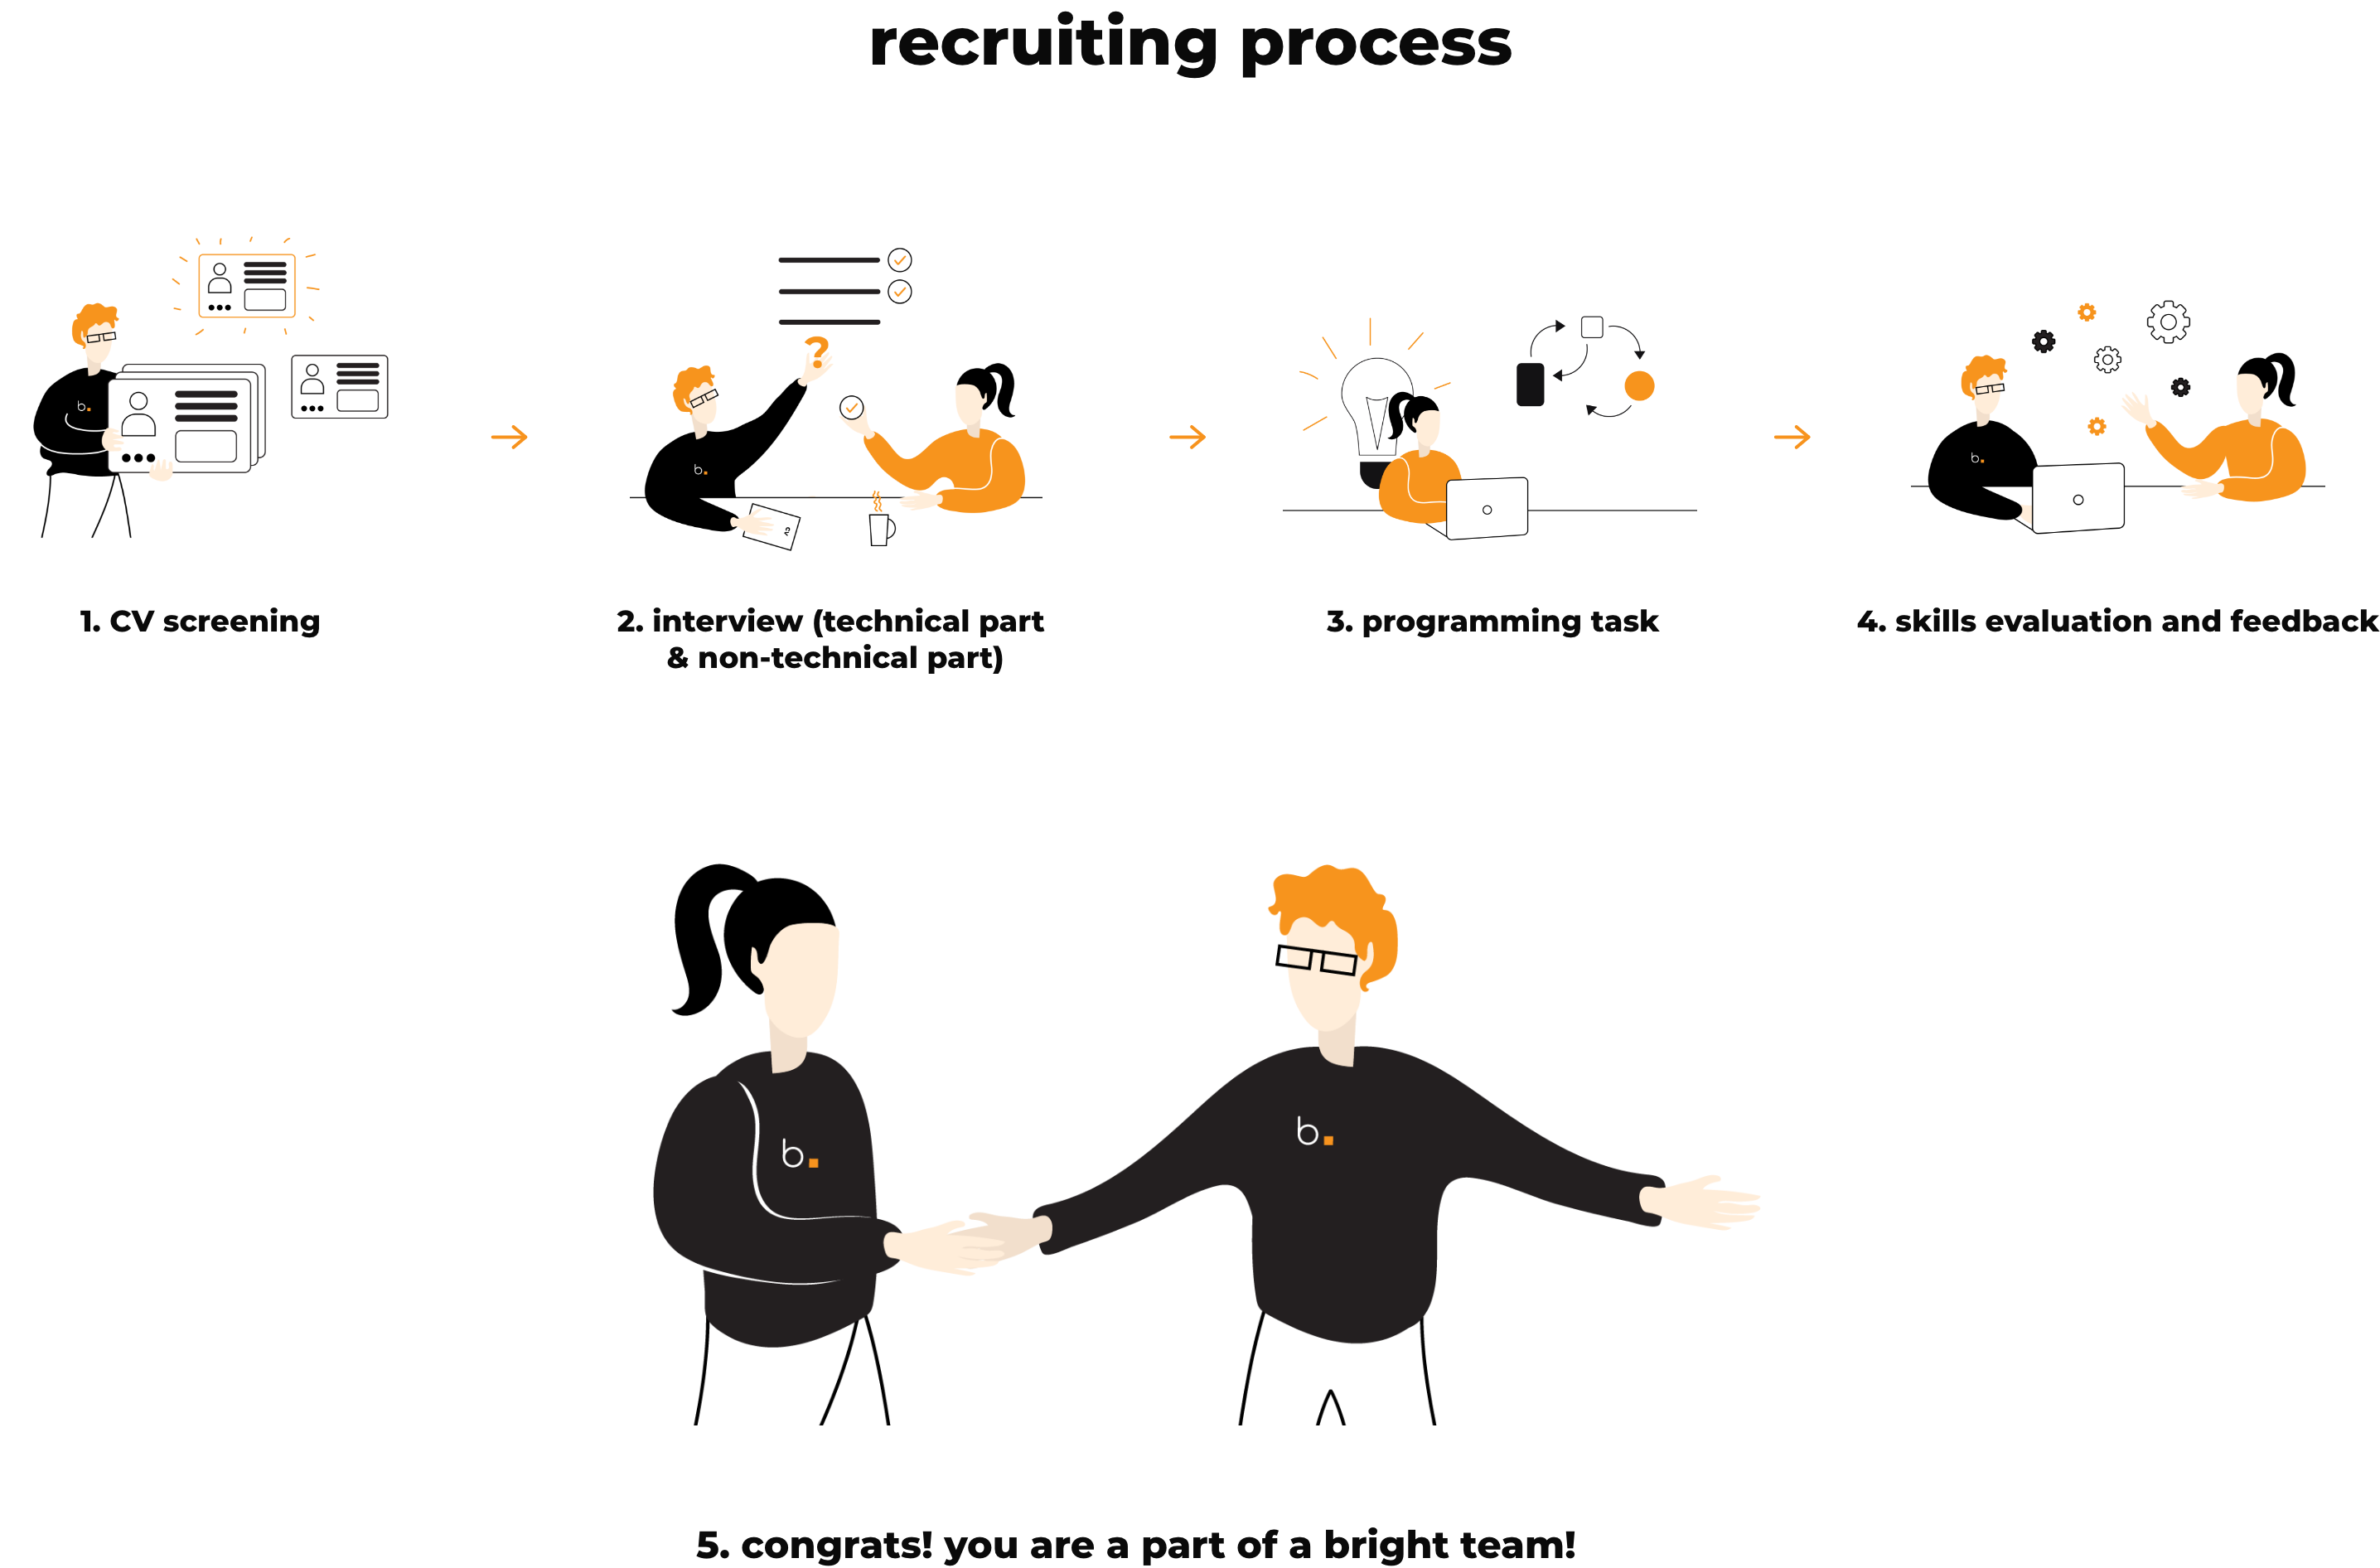 recruiting process
?
b.
b.
CV
b.
1. CV screening
2. interview (technical part
& non-technical part)
3. programming task
4. skills evaluation and feedback
b.
b.
5. congrats! you are a part of a bright team!